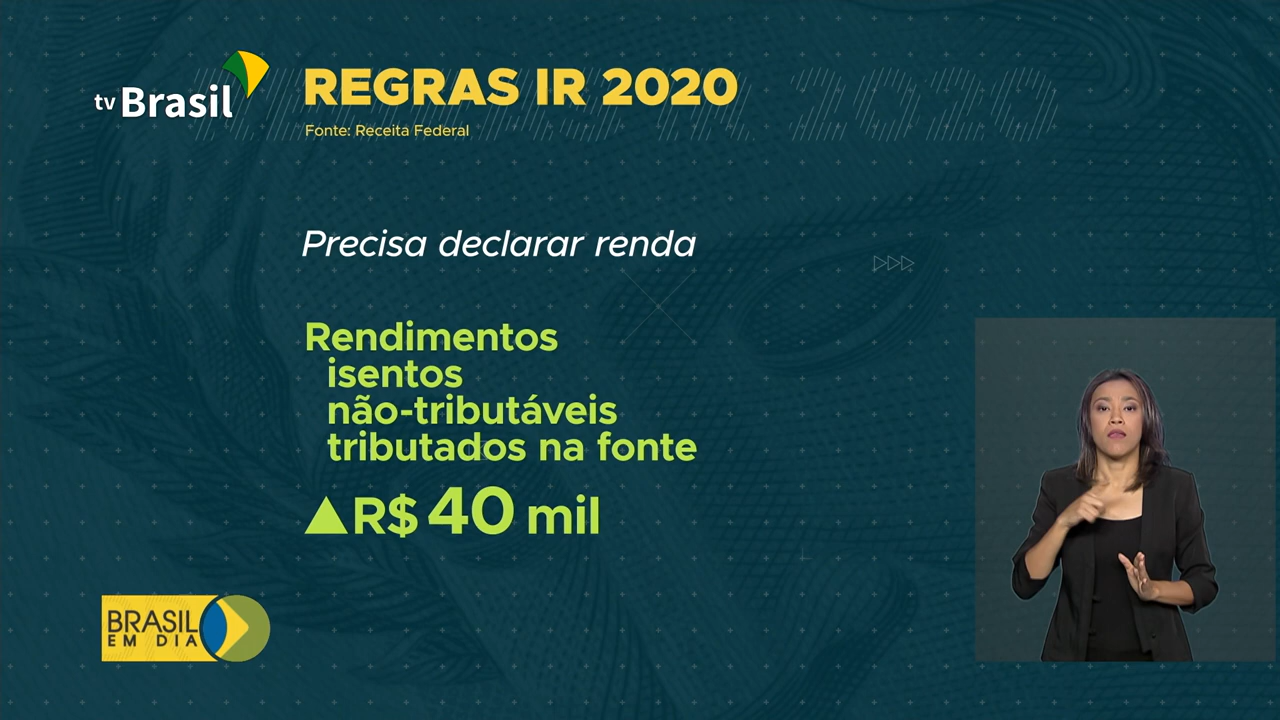 tv Brasil
REGRAS IR 2020
Fonte: Receita Federal
Precisa declarar renda
Rendimentos
isentos
não-tributáveis
tributados na fonte
▲R$ 40 mil
BRASIL
EM DIA